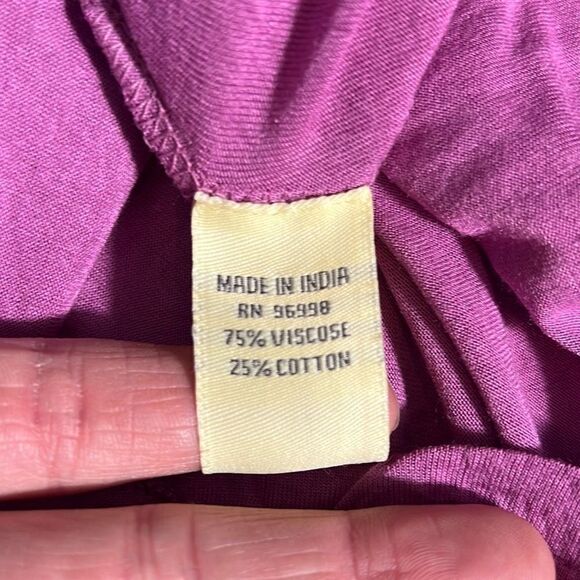 MADE IN INDIA
RN 96998
75% VISCOSE
25% COTTON